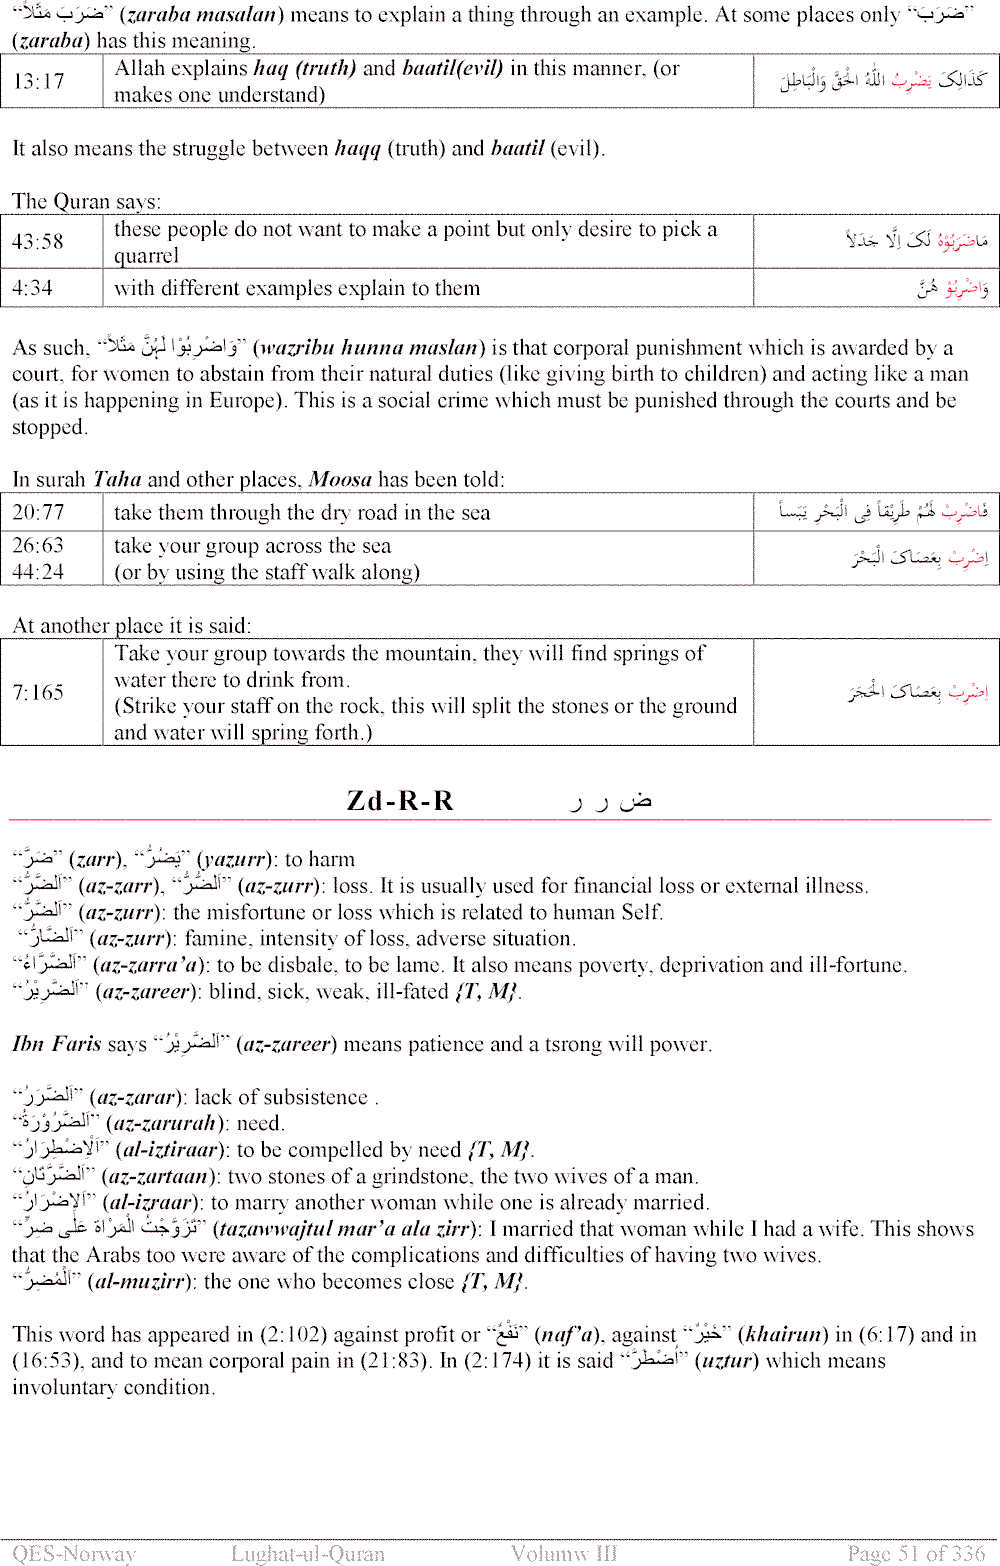 “ضَرَبَ مَثَلاً” (zaraba masalan) means to explain a thing through an example. At some places only “ضَرَبَ”
(zaraba) has this meaning.
13:17 Allah explains haq (truth) and baatil(evil) in this manner, (or
makes one understand) کَذَالِکَ یَضْرِبُ اللّٰہُ الْحَقَّ وَالْبَاطِلَ
It also means the struggle between haqq (truth) and baatil (evil).
The Quran says:
43:58 these people do not want to make a point but only desire to pick a
quarrel مَاضَرَبُوْہُ لَکَ اِلَّا جَدَلاً
4:34 with different examples explain to them وَاضْرِبُوْ ھُنَّ
As such, “وَاضْرِبُوْا لَہُنَّ مَثَلاً” (wazribu hunna maslan) is that corporal punishment which is awarded by a
court, for women to abstain from their natural duties (like giving birth to children) and acting like a man
(as it is happening in Europe). This is a social crime which must be punished through the courts and be
stopped.
In surah Taha and other places, Moosa has been told:
20:77 take them through the dry road in the sea فَاضْرِبْ لَھُمْ طَرِیْقاً فِی الْبَحْرِ یَبَساً
26:63 take your group across the sea
44:24 (or by using the staff walk along) اِضْرِبْ بِعَصَاکَ الْبَحْرَ
At another place it is said:
7:165 Take your group towards the mountain, they will find springs of
water there to drink from.
(Strike your staff on the rock, this will split the stones or the ground
and water will spring forth.) اِضْرِبْ بِعَصَاکَ الْحَجَرَ
Zd-R-R ض ر ر
“ضَرَّ” (zarr), “یَضُرُّ” (yazurr): to harm
“اَلضَّرُّ” (az-zarr), “اَلضُّرُّ” (az-zurr): loss. It is usually used for financial loss or external illness.
“اَلضَّرُّ” (az-zurr): the misfortune or loss which is related to human Self.
“اَلضَّارُّ” (az-zurr): famine, intensity of loss, adverse situation.
“اَلضَّرَّاءُ” (az-zarra’a): to be disbale, to be lame. It also means poverty, deprivation and ill-fortune.
“اَلضَّرِیْرُ” (az-zareer): blind, sick, weak, ill-fated {T, M}.
Ibn Faris says “اَلضَّرِیْرُ” (az-zareer) means patience and a tsrong will power.
“اَلضَّرَرُ” (az-zarar): lack of subsistence .
“اَلضَّرُوْرَۃُ” (az-zarurah): need.
“اَلْاِضْطِرَارُ” (al-iztiraar): to be compelled by need {T, M}.
“اَلضَّرَّتَانِ” (az-zartaan): two stones of a grindstone, the two wives of a man.
“اَلاِضْرَارُ” (al-izraar): to marry another woman while one is already married.
“تَزَوَّجْتُ الْمَرْاَۃَ عَلٰی ضِرٍّ” (tazawwajtul mar’a ala zirr): I married that woman while I had a wife. This shows
that the Arabs too were aware of the complications and difficulties of having two wives.
“اَلْمُضِرُّ” (al-muzirr): the one who becomes close {T, M}.
This word has appeared in (2:102) against profit or “نَفْعٌ” (naf’a), against “خَیْرٌ” (khairun) in (6:17) and in
(16:53), and to mean corporal pain in (21:83). In (2:174) it is said “اُضْطُرَّ” (uztur) which means
involuntary condition.
QES-Norway Lughat-ul-Quran Volumw III Page 51 of 336